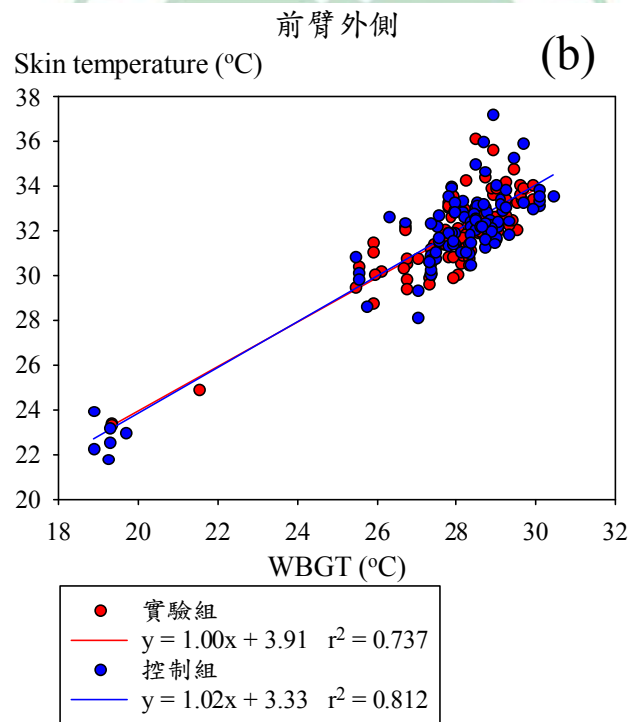 前臂外側
Skin temperature (°C)
(b)
38
36
34
32
30
28
26
24
22
20
18 20 22 24 26 28 30 32
WBGT (°C)
實驗組
y = 1.00x + 3.91 r² = 0.737
控制組
y = 1.02x + 3.33 r² = 0.812